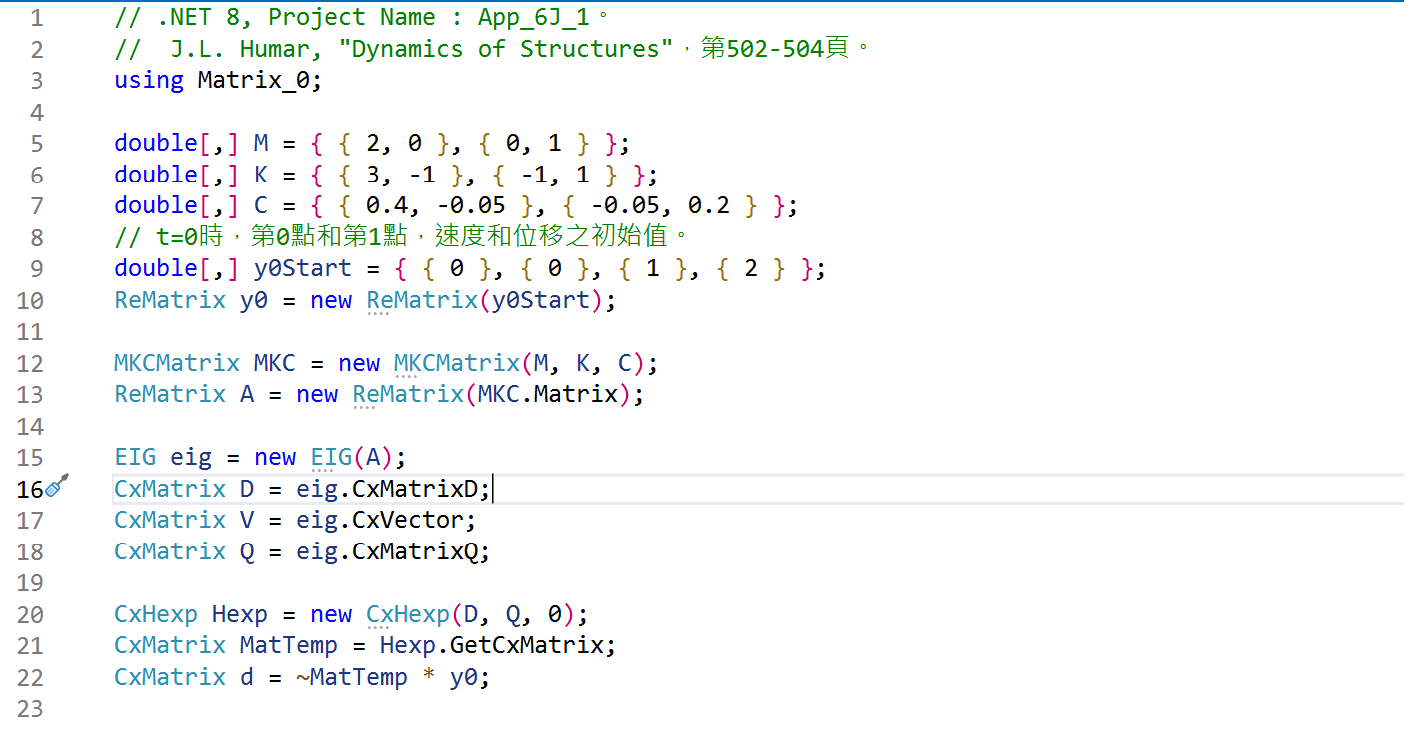 1 // .NET 8, Project Name : App_6J_1。
2 //  J.L. Humar, "Dynamics of Structures"，第502-504頁。
3 using Matrix_0;
4
5 double[,] M = { { 2, 0 }, { 0, 1 } };
6 double[,] K = { { 3, -1 }, { -1, 1 } };
7 double[,] C = { { 0.4, -0.05 }, { -0.05, 0.2 } };
8 // t=0時，第0點和第1點，速度和位移之初始值。
9 double[,] y0Start = { { 0 }, { 0 }, { 1 }, { 2 } };
10 ReMatrix y0 = new ReMatrix(y0Start);
11
12 MKCMatrix MKC = new MKCMatrix(M, K, C);
13 ReMatrix A = new ReMatrix(MKC.Matrix);
14
15 EIG eig = new EIG(A);
16 CxMatrix D = eig.CxMatrixD;
17 CxMatrix V = eig.CxVector;
18 CxMatrix Q = eig.CxMatrixQ;
19
20 CxHexp Hexp = new CxHexp(D, Q, 0);
21 CxMatrix MatTemp = Hexp.GetCxMatrix;
22 CxMatrix d = ~MatTemp * y0;
23